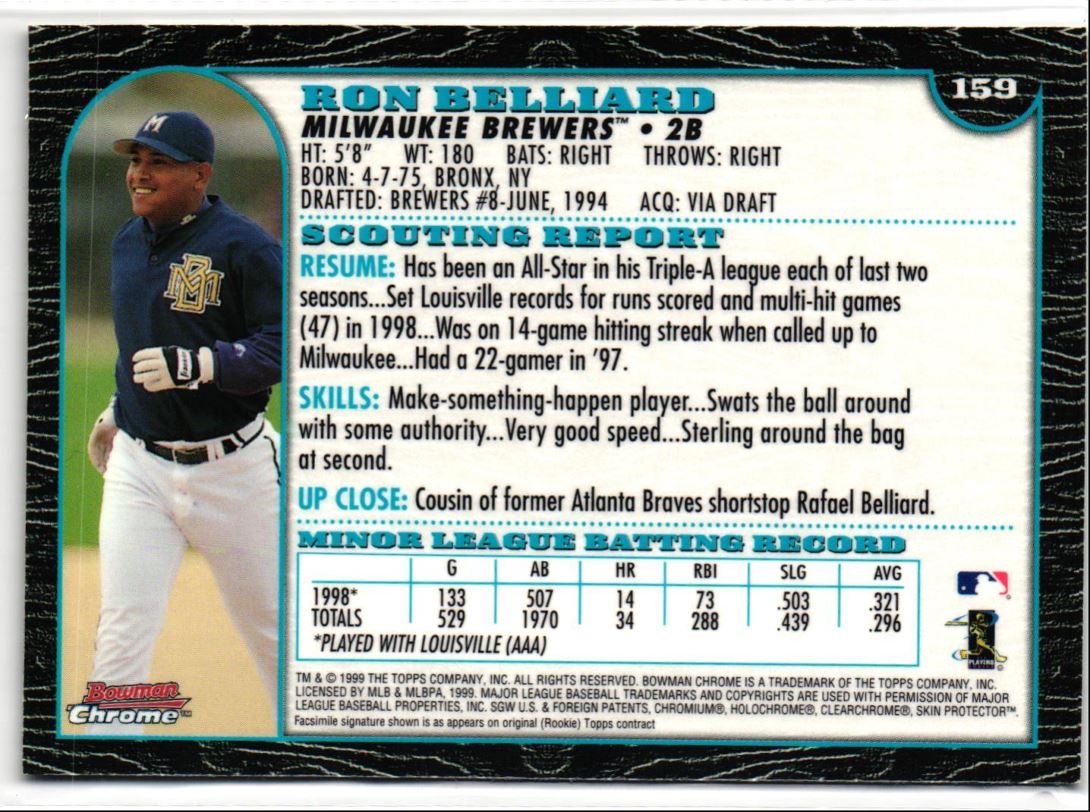 159
RON BELLIARD
MILWAUKEE BREWERS™ • 2B
HT: 5'8" WT: 180 BATS: RIGHT THROWS: RIGHT
BORN: 4-7-75, BRONX, NY
DRAFTED: BREWERS #8-JUNE, 1994 ACQ: VIA DRAFT
SCOUTING REPORT
RESUME: Has been an All-Star in his Triple-A league each of last two
seasons...Set Louisville records for runs scored and multi-hit games
(47) in 1998...Was on 14-game hitting streak when called up to
Milwaukee...Had a 22-gamer in '97.
SKILLS: Make-something-happen player...Swats the ball around
with some authority...Very good speed...Sterling around the bag
at second.
UP CLOSE: Cousin of former Atlanta Braves shortstop Rafael Belliard.
MINOR LEAGUE BATTING RECORD
G AB HR RBI SLG AVG
1998* 133 507 14 73 .503 .321
TOTALS 529 1970 34 288 .439 .296
*PLAYED WITH LOUISVILLE (AAA)
TM & © 1999 THE TOPPS COMPANY, INC. ALL RIGHTS RESERVED. BOWMAN CHROME IS A TRADEMARK OF THE TOPPS COMPANY, INC.
LICENSED BY MLB & MLBPA, 1999. MAJOR LEAGUE BASEBALL TRADEMARKS AND COPYRIGHTS ARE USED WITH PERMISSION OF MAJOR
LEAGUE BASEBALL PROPERTIES, INC. SGW U.S. & FOREIGN PATENTS, CHROMIUM®, HOLOCHROME®, CLEARCHROME®, SKIN PROTECTOR™.
Facsimile signature shown is as appears on original (Rookie) Topps contract
Bowman
Chrome™
M
MB
PLAYERS